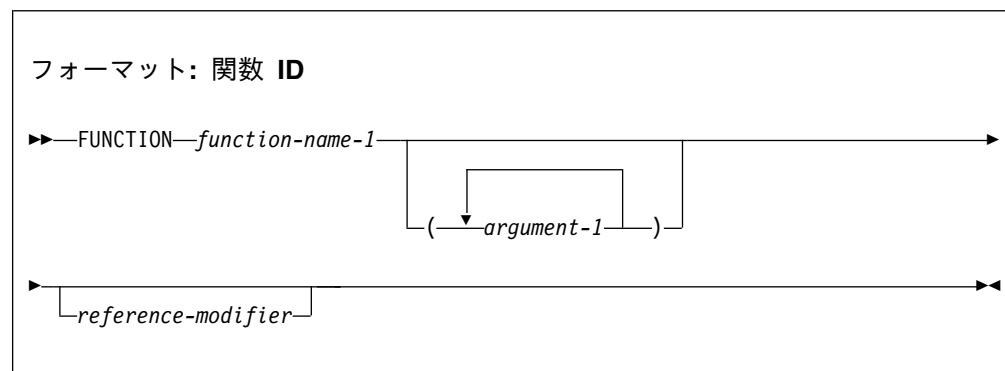 フォーマット: 関数 ID
FUNCTION function-name-1
( argument-1 )
reference-modifier